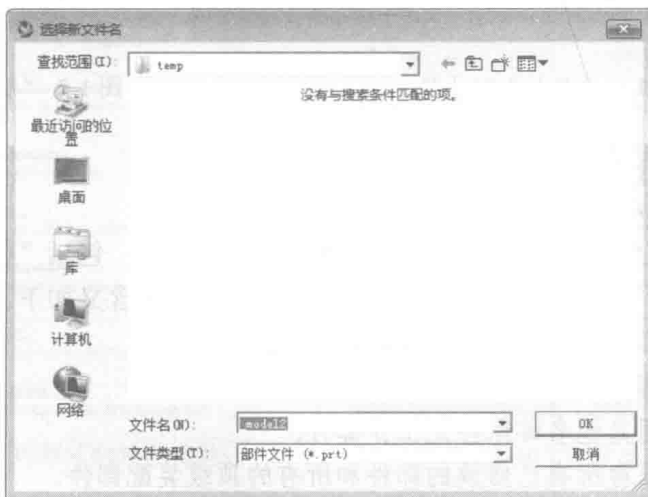 选择新文件名
查找范围(I):
temp
没有与搜索条件匹配的项。
最近访问的位
置
桌面
库
计算机
网络
文件名(N):
_model2
OK
文件类型(T):
部件文件 (*.prt)
取消